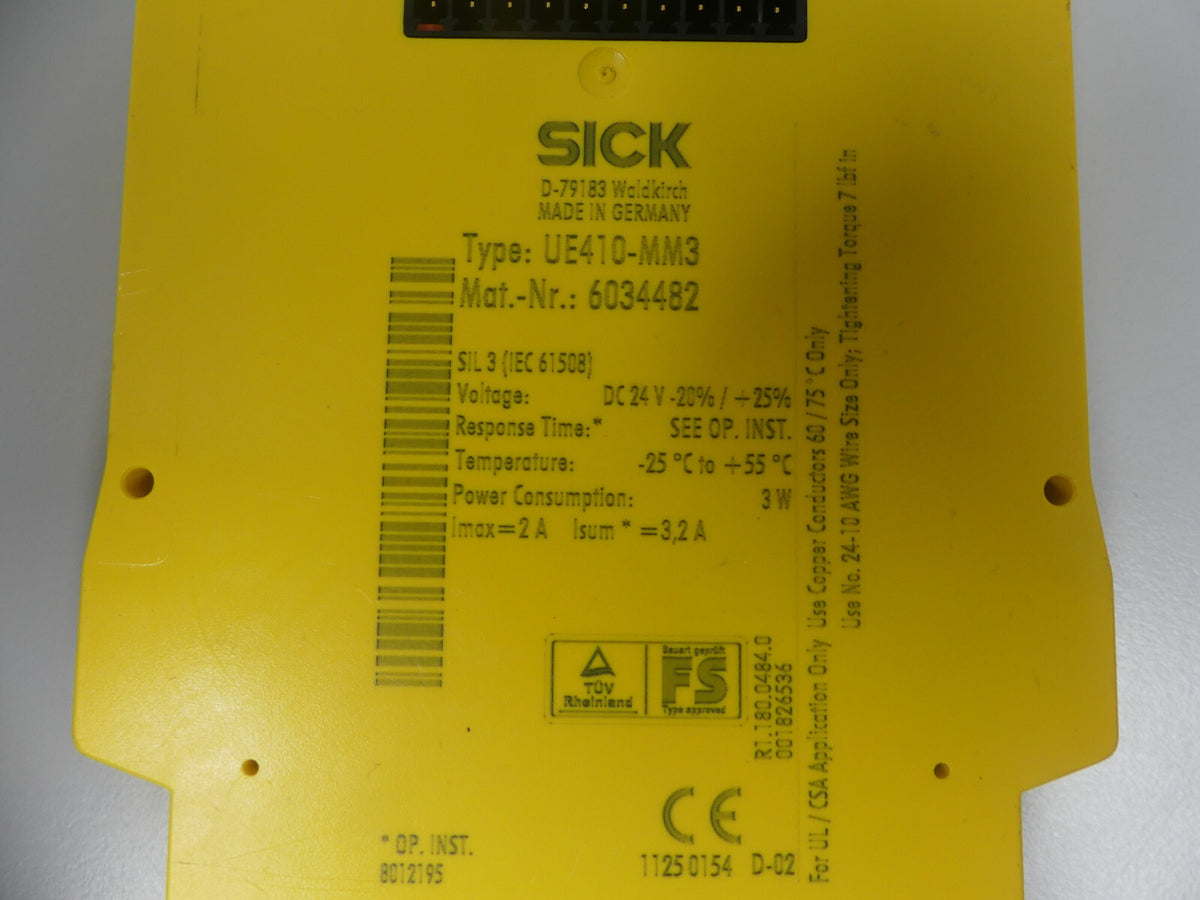 SICK
D-79183 Waldkirch
MADE IN GERMANY
Type: UE410-MM3
Mat.-Nr.: 6034482
SIL 3 (IEC 61508)
Voltage: DC 24 V -20% / +25%
Response Time:* SEE OP. INST.
Temperature: -25 °C to +55 °C
Power Consumption: 3 W
Imax=2 A Isum * =3,2 A
TÜV
Rheinland
Bauart geprüft
FS
Type approved
R1.180.0484.0
001826536
CE
11250154 D-02
* OP. INST.
8012195
For UL / CSA Application Only Use Copper Conductors 60 / 75 °C Only
Use No. 24-10 AWG Wire Size Only; Tightening Torque 7 lbf in